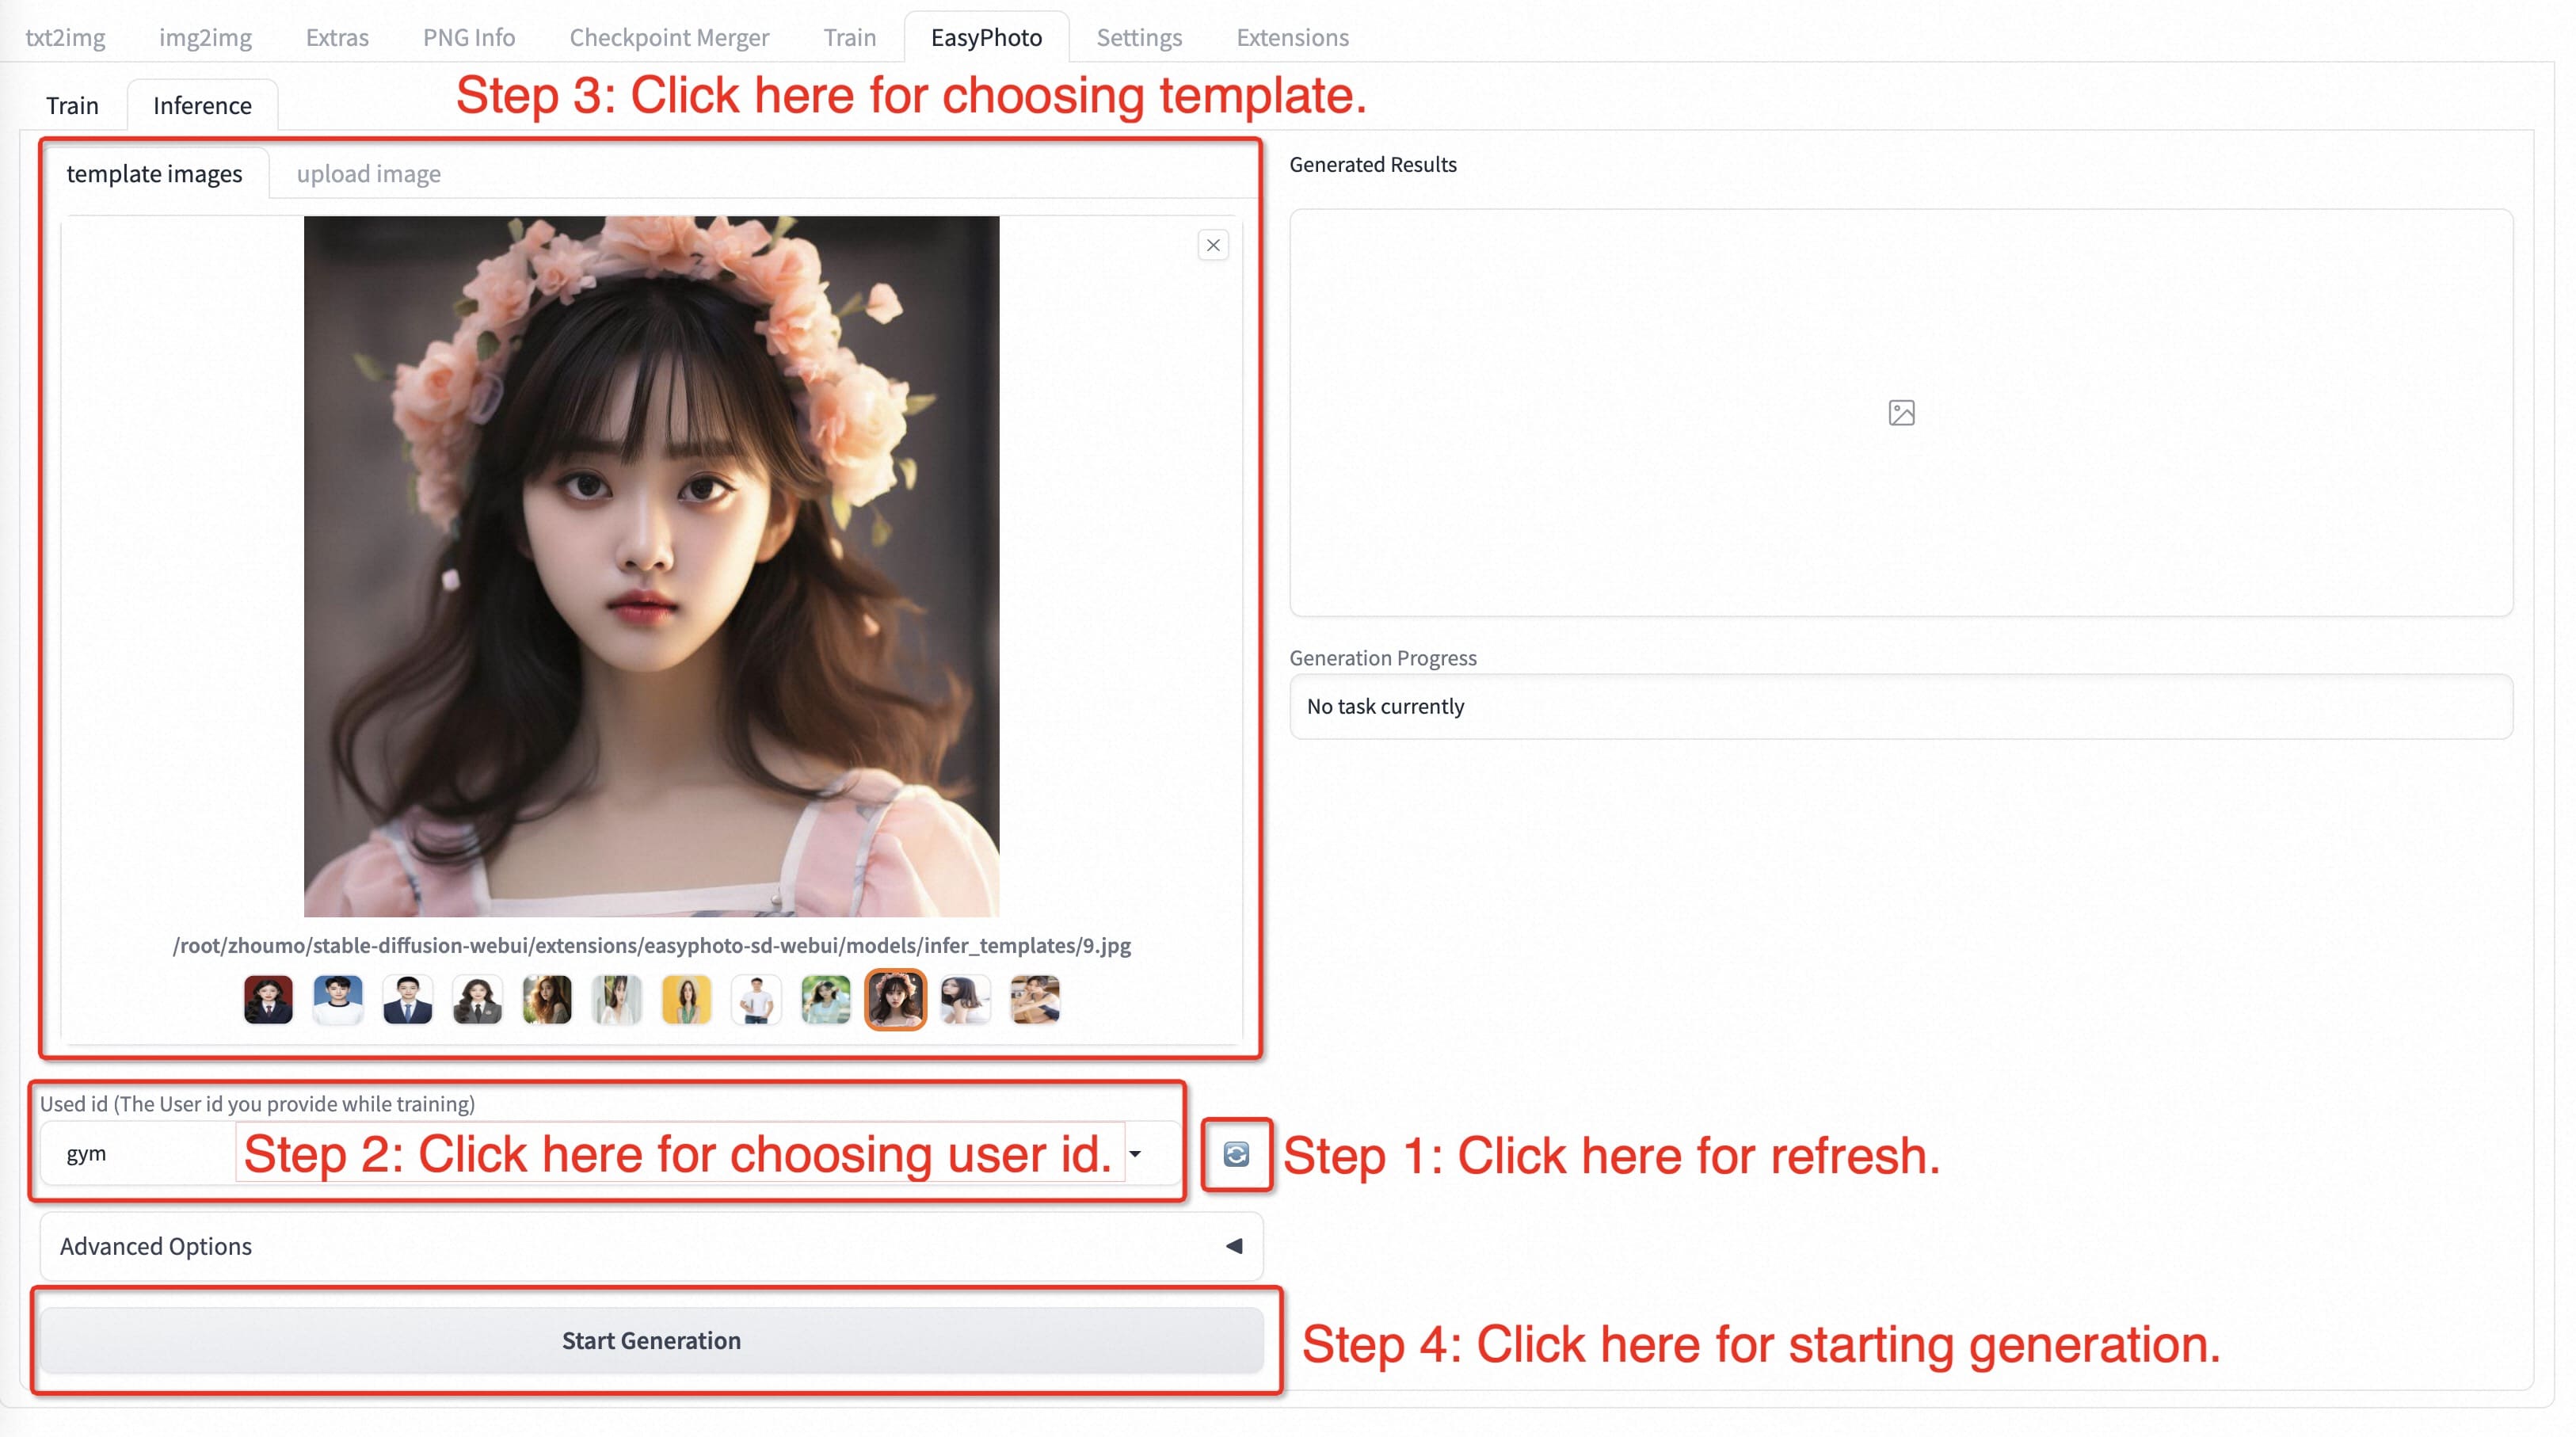 txt2img img2img Extras PNG Info Checkpoint Merger Train EasyPhoto Settings Extensions
Step 3: Click here for choosing template.
Train Inference
template images upload image
Generated Results
/root/zhoumo/stable-diffusion-webui/extensions/easyphoto-sd-webui/models/infer_templates/9.jpg
Generation Progress
No task currently
Used id (The User id you provide while training)
gym
Step 2: Click here for choosing user id.
Step 1: Click here for refresh.
Advanced Options
Start Generation
Step 4: Click here for starting generation.